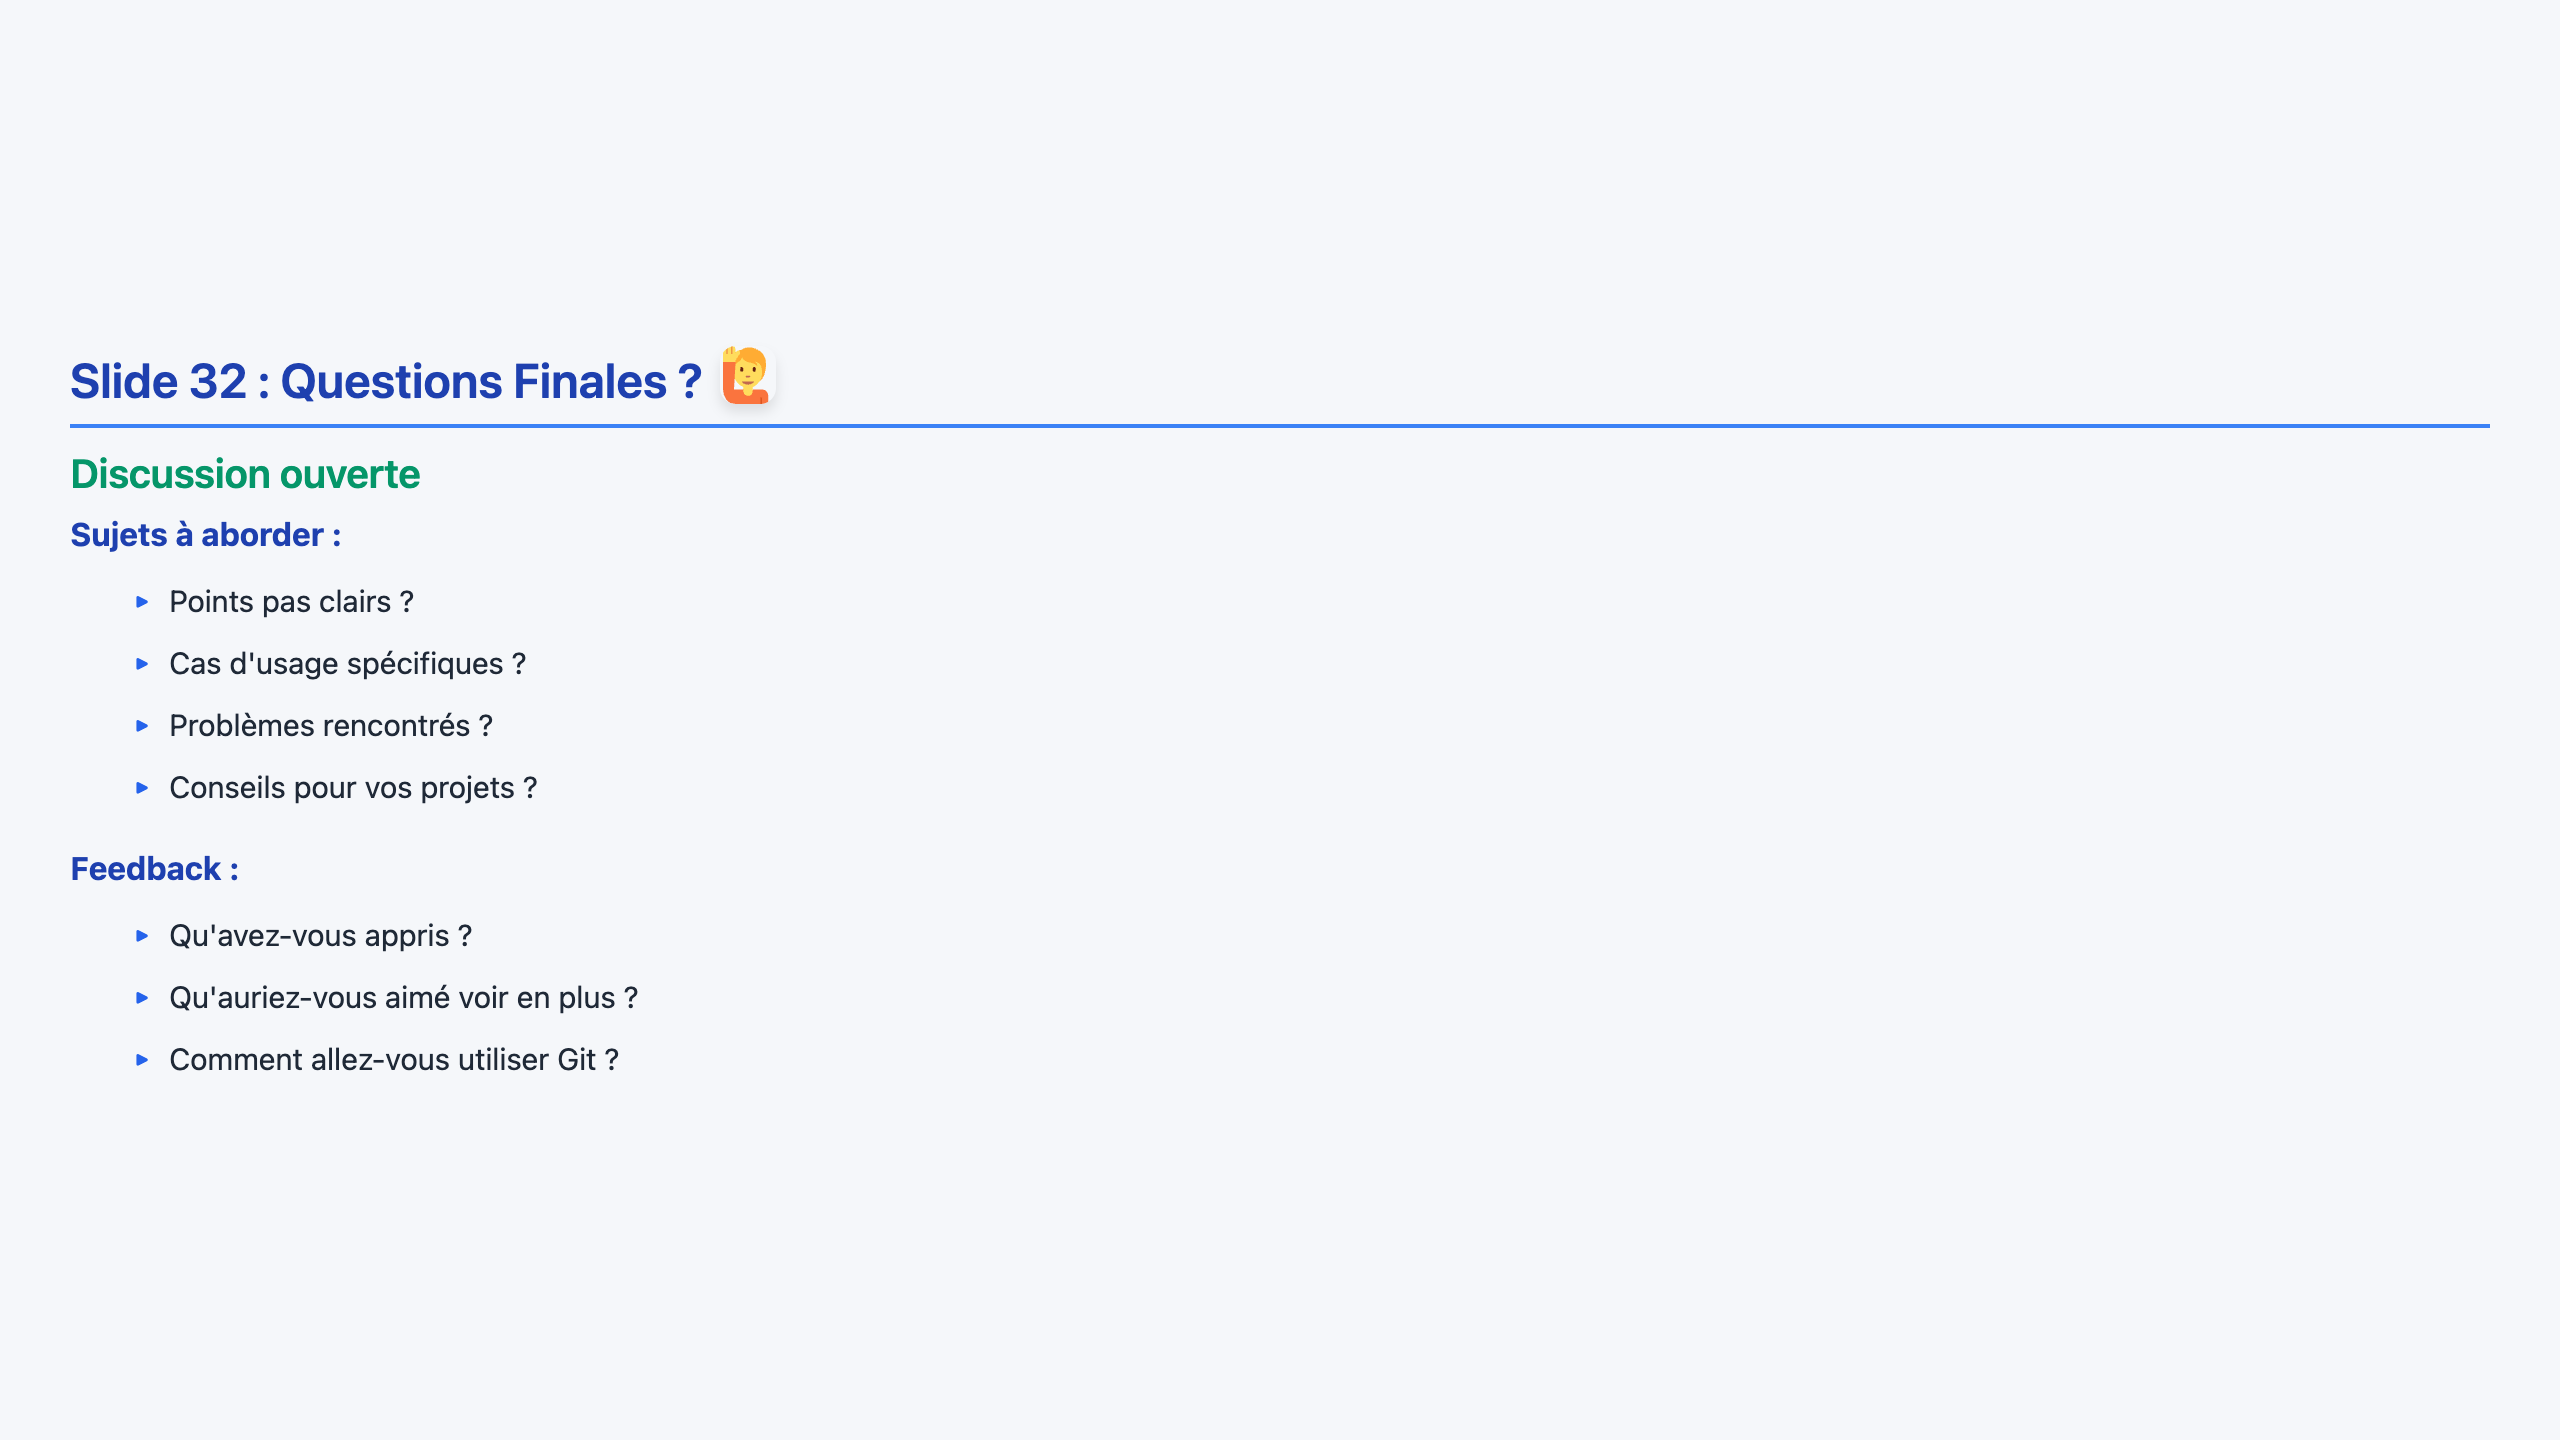 Slide 32 : Questions Finales ? 🙋
Discussion ouverte
Sujets à aborder :
Points pas clairs ?
Cas d'usage spécifiques ?
Problèmes rencontrés ?
Conseils pour vos projets ?
Feedback :
Qu'avez-vous appris ?
Qu'auriez-vous aimé voir en plus ?
Comment allez-vous utiliser Git ?